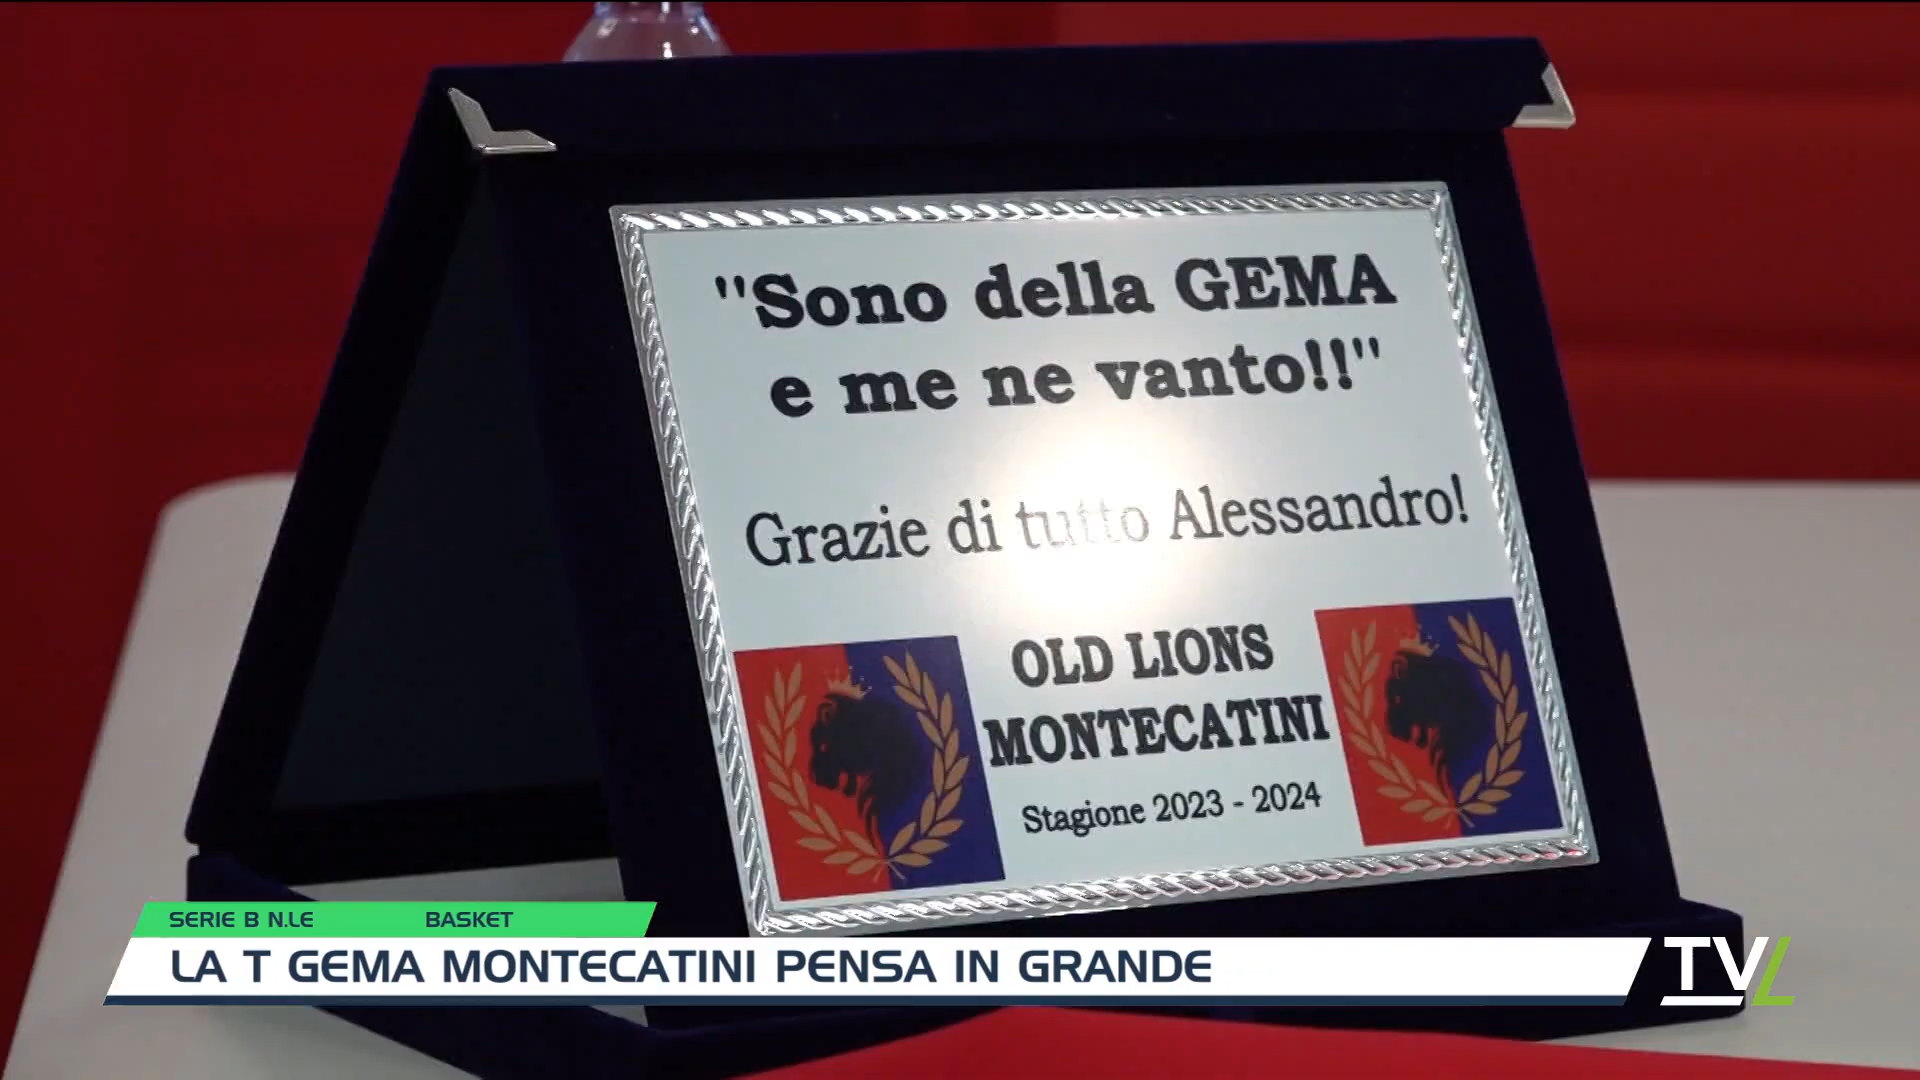 "Sono della GEMA
e me ne vanto!!"
Grazie di tutto Alessandro!
OLD LIONS
MONTECATINI
Stagione 2023 - 2024
SERIE B N.LE BASKET
LA T GEMA MONTECATINI PENSA IN GRANDE
TVL